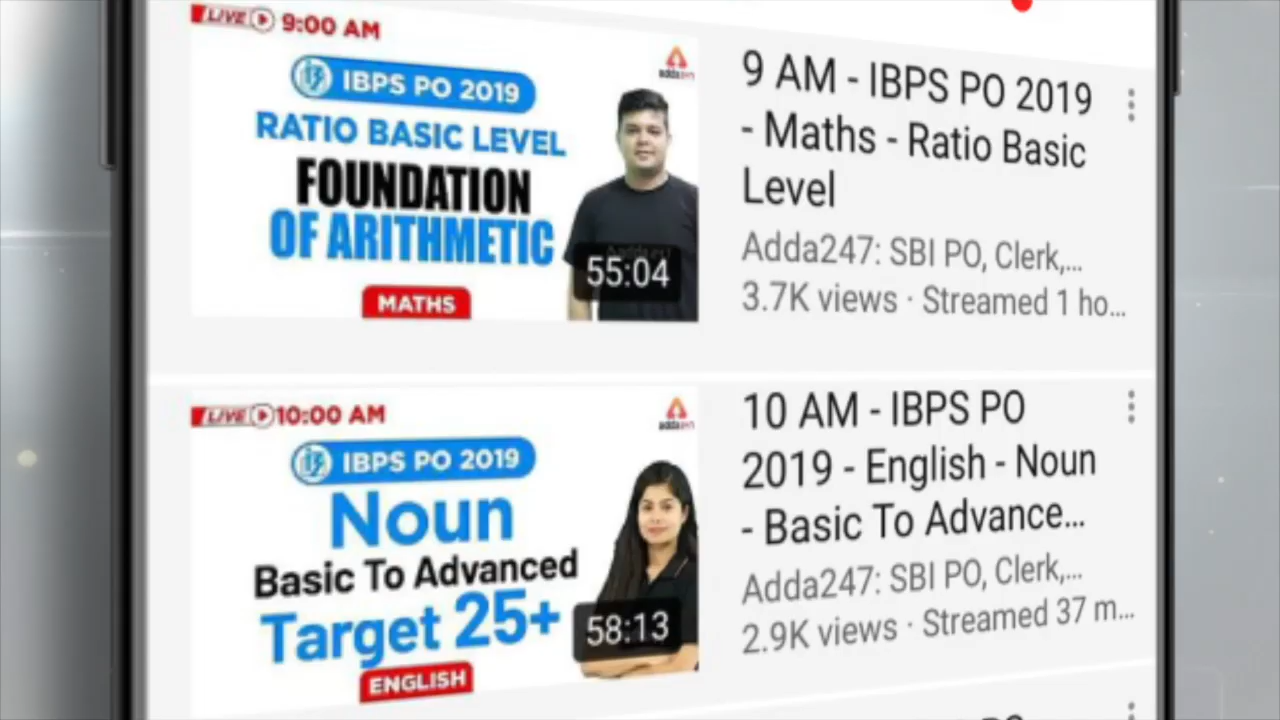 LIVE 9:00 AM
adda247
IBPS PO 2019
RATIO BASIC LEVEL
FOUNDATION
OF ARITHMETIC
MATHS
55:04
9 AM - IBPS PO 2019
- Maths - Ratio Basic
Level
Adda247: SBI PO, Clerk,...
3.7K views · Streamed 1 ho...
LIVE 10:00 AM
adda247
IBPS PO 2019
Noun
Basic To Advanced
Target 25+
ENGLISH
58:13
10 AM - IBPS PO
2019 - English - Noun
- Basic To Advance...
Adda247: SBI PO, Clerk,...
2.9K views · Streamed 37 m...